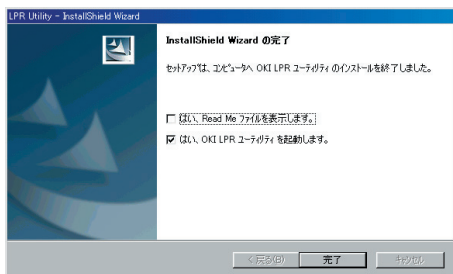 LPR Utility - InstallShield Wizard
InstallShield Wizard の完了
セットアップは、コンピュータへ OKI LPR ユーティリティ のインストールを終了しました。
はい、Read Me ファイルを表示します。
はい、OKI LPR ユーティリティ を起動します。
< 戻る(B)
完了
キャンセル